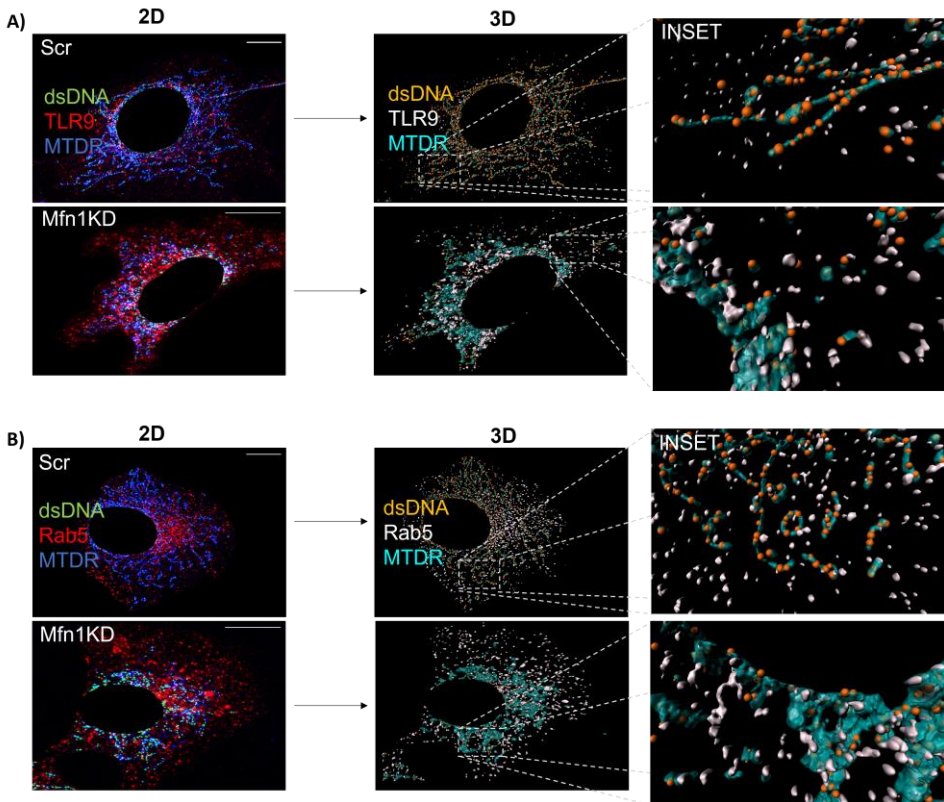 A)
2D
3D
Scr
dsDNA
TLR9
MTDR
dsDNA
TLR9
MTDR
INSET
Mfn1KD
B)
2D
3D
Scr
dsDNA
Rab5
MTDR
dsDNA
Rab5
MTDR
INSET
Mfn1KD